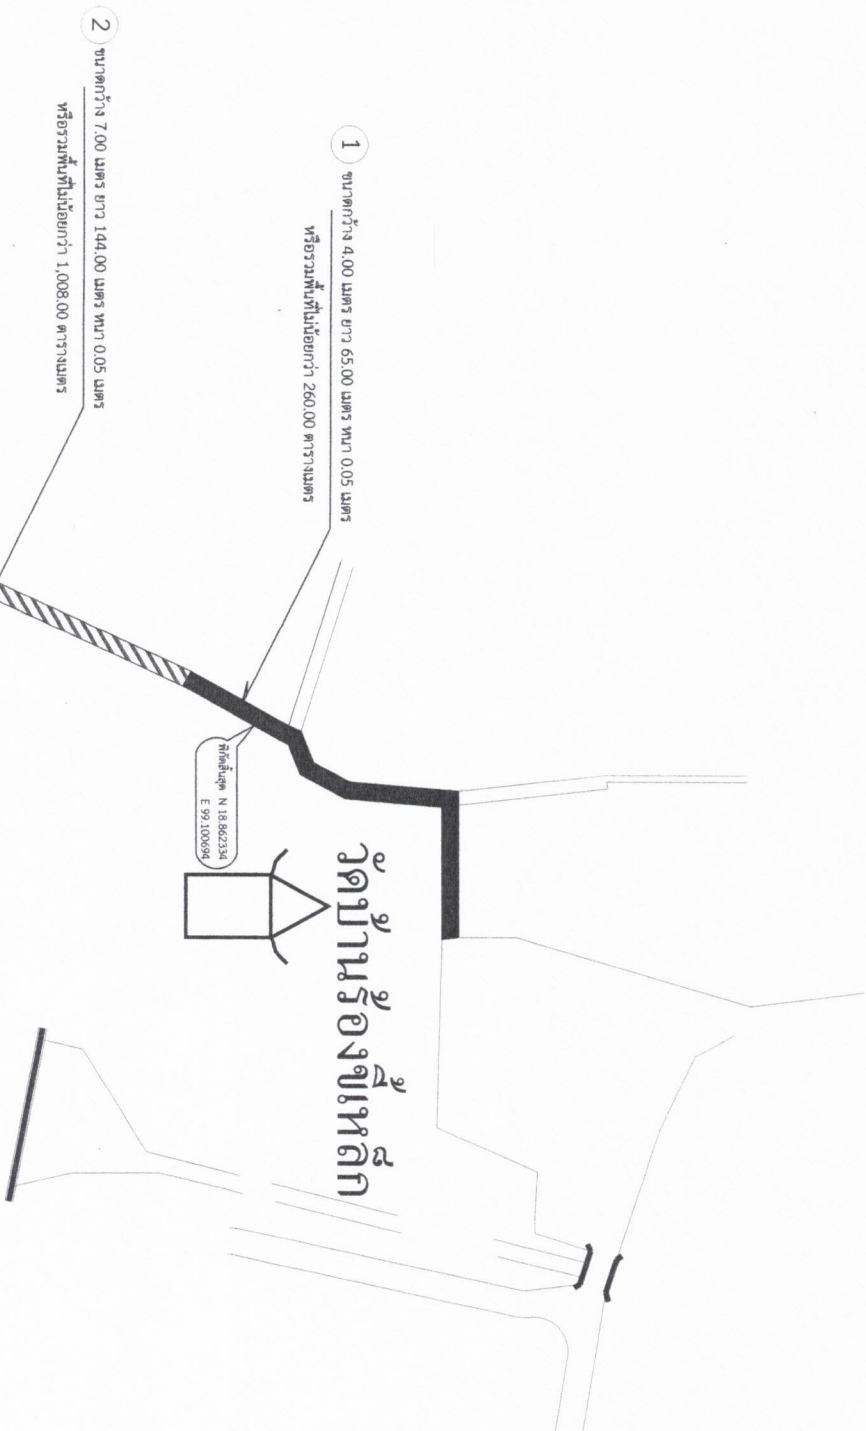 1
ขนาดกว้าง 4.00 เมตร ยาว 65.00 เมตร หนา 0.05 เมตร
หรือรวมพื้นที่ไม่น้อยกว่า 260.00 ตารางเมตร
2
ขนาดกว้าง 7.00 เมตร ยาว 144.00 เมตร หนา 0.05 เมตร
หรือรวมพื้นที่ไม่น้อยกว่า 1,008.00 ตารางเมตร
วัดบ้านร้องขี้เหล็ก
พิกัดสิ้นสุด N 18.862334
E 99.100694